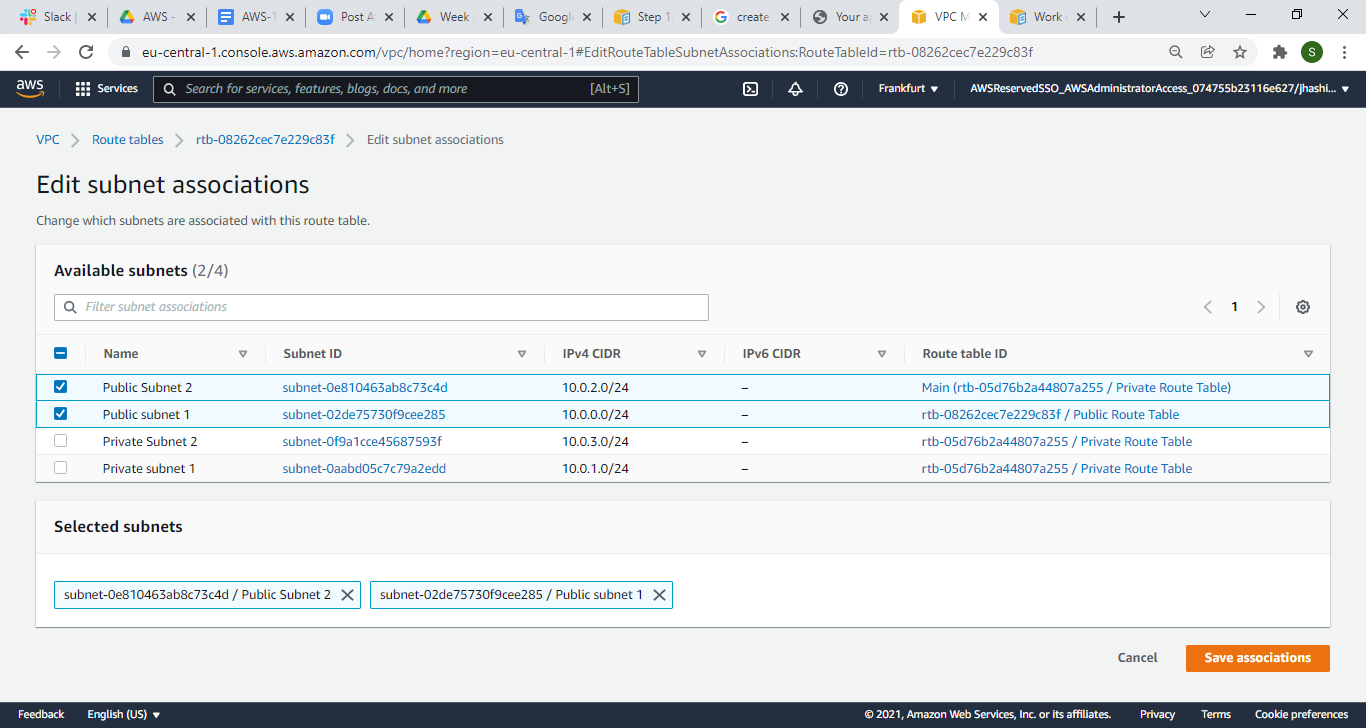 Slack | AWS - AWS-1 Post A Week Googl Step 1: create Your a VPC M Work
eu-central-1.console.aws.amazon.com/vpc/home?region=eu-central-1#EditRouteTableSubnetAssociations:RouteTableId=rtb-08262cec7e229c83f S
aws Services Search for services, features, blogs, docs, and more [Alt+S] Frankfurt ▼ AWSReservedSSO_AWSAdministratorAccess_074755b23116e627/jhashi... ▼
VPC > Route tables > rtb-08262cec7e229c83f > Edit subnet associations
Edit subnet associations
Change which subnets are associated with this route table.
Available subnets (2/4)
Filter subnet associations < 1 >
Name Subnet ID IPv4 CIDR IPv6 CIDR Route table ID
Public Subnet 2 subnet-0e810463ab8c73c4d 10.0.2.0/24 – Main (rtb-05d76b2a44807a255 / Private Route Table)
Public subnet 1 subnet-02de75730f9cee285 10.0.0.0/24 – rtb-08262cec7e229c83f / Public Route Table
Private Subnet 2 subnet-0f9a1cce45687593f 10.0.3.0/24 – rtb-05d76b2a44807a255 / Private Route Table
Private subnet 1 subnet-0aabd05c7c79a2edd 10.0.1.0/24 – rtb-05d76b2a44807a255 / Private Route Table
Selected subnets
subnet-0e810463ab8c73c4d / Public Subnet 2 subnet-02de75730f9cee285 / Public subnet 1
Cancel Save associations
Feedback English (US) ▼ © 2021, Amazon Web Services, Inc. or its affiliates. Privacy Terms Cookie preferences